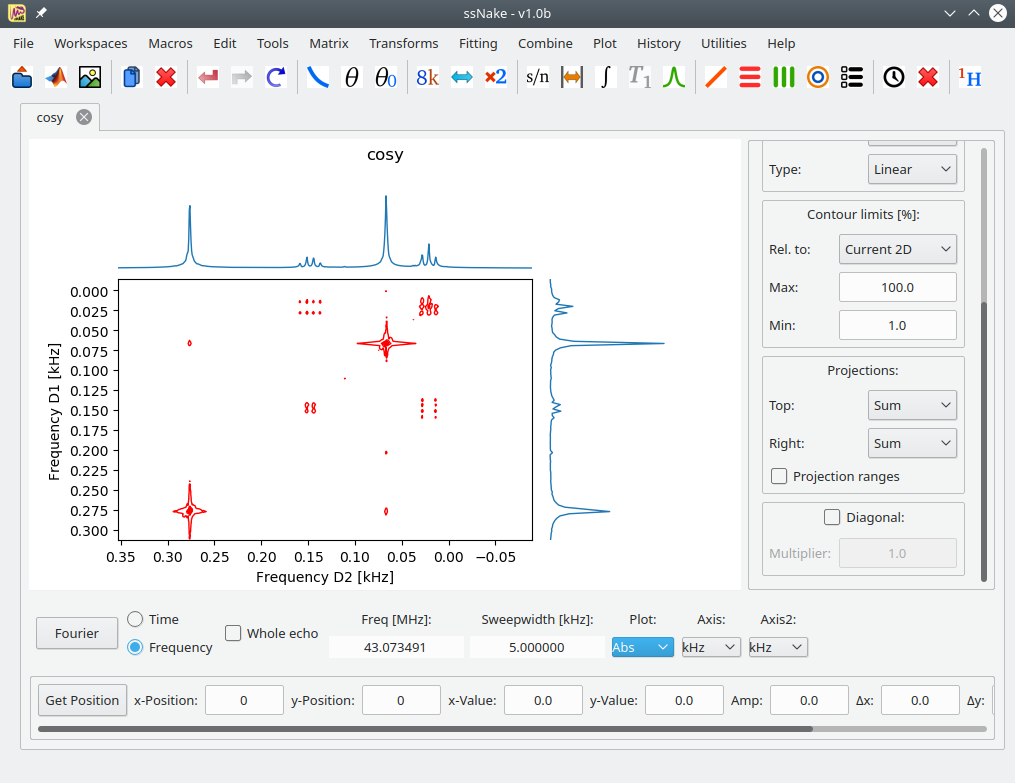 ssNake - v1.0b
File Workspaces Macros Edit Tools Matrix Transforms Fitting Combine Plot History Utilities Help
θ θ0 8k ×2 s/n ∫ T1 1H
cosy
cosy
0.000
0.025
0.050
0.075
0.100
0.125
0.150
0.175
0.200
0.225
0.250
0.275
0.300
Frequency D1 [kHz]
0.35 0.30 0.25 0.20 0.15 0.10 0.05 0.00 −0.05
Frequency D2 [kHz]
Type: Linear
Contour limits [%]:
Rel. to: Current 2D
Max: 100.0
Min: 1.0
Projections:
Top: Sum
Right: Sum
Projection ranges
Diagonal:
Multiplier: 1.0
Fourier
Time
Frequency
Whole echo
Freq [MHz]: Sweepwidth [kHz]: Plot: Axis: Axis2:
43.073491 5.000000 Abs kHz kHz
Get Position x-Position: 0 y-Position: 0 x-Value: 0.0 y-Value: 0.0 Amp: 0.0 Δx: 0.0 Δy: